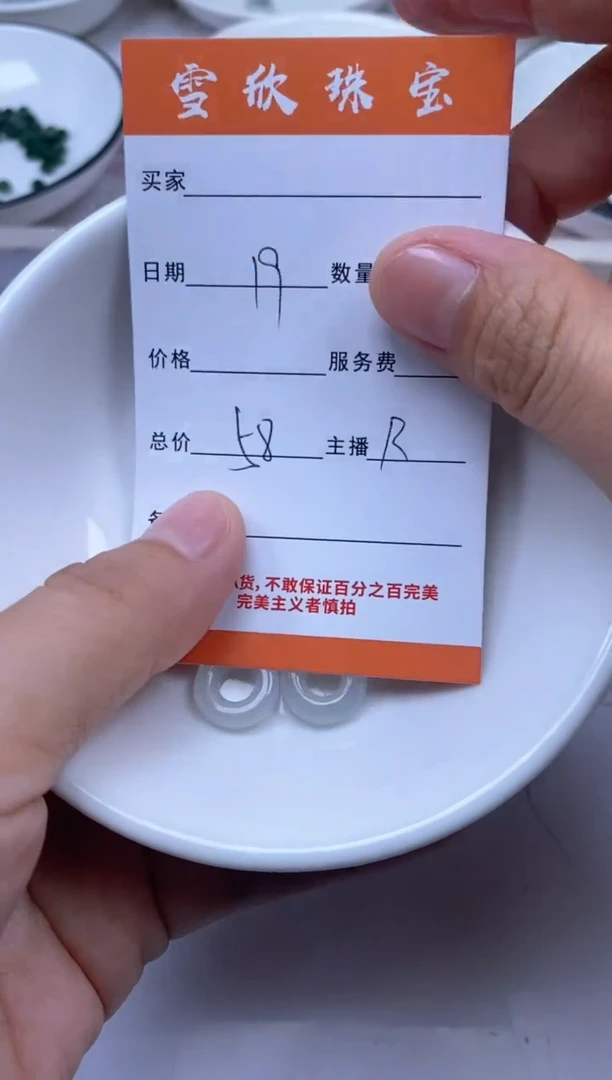 雪欣珠宝
买家
日期 19 数量
价格 服务费
总价 58 主播 B
货,不敢保证百分之百完美
完美主义者慎拍